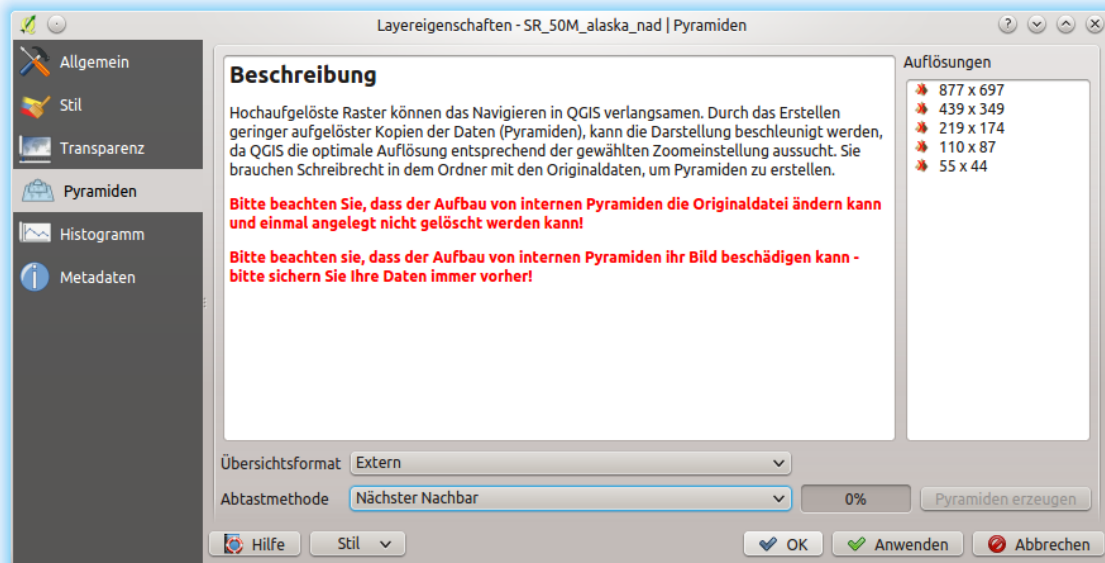 Layereigenschaften - SR_50M_alaska_nad | Pyramiden
Allgemein
Stil
Transparenz
Pyramiden
Histogramm
Metadaten
Beschreibung
Hochaufgelöste Raster können das Navigieren in QGIS verlangsamen. Durch das Erstellen
geringer aufgelöster Kopien der Daten (Pyramiden), kann die Darstellung beschleunigt werden,
da QGIS die optimale Auflösung entsprechend der gewählten Zoomeinstellung aussucht. Sie
brauchen Schreibrecht in dem Ordner mit den Originaldaten, um Pyramiden zu erstellen.
Bitte beachten Sie, dass der Aufbau von internen Pyramiden die Originaldatei ändern kann
und einmal angelegt nicht gelöscht werden kann!
Bitte beachten sie, dass der Aufbau von internen Pyramiden ihr Bild beschädigen kann -
bitte sichern Sie Ihre Daten immer vorher!
Auflösungen
877 x 697
439 x 349
219 x 174
110 x 87
55 x 44
Übersichtsformat Extern
Abtastmethode Nächster Nachbar 0% Pyramiden erzeugen
Hilfe Stil OK Anwenden Abbrechen